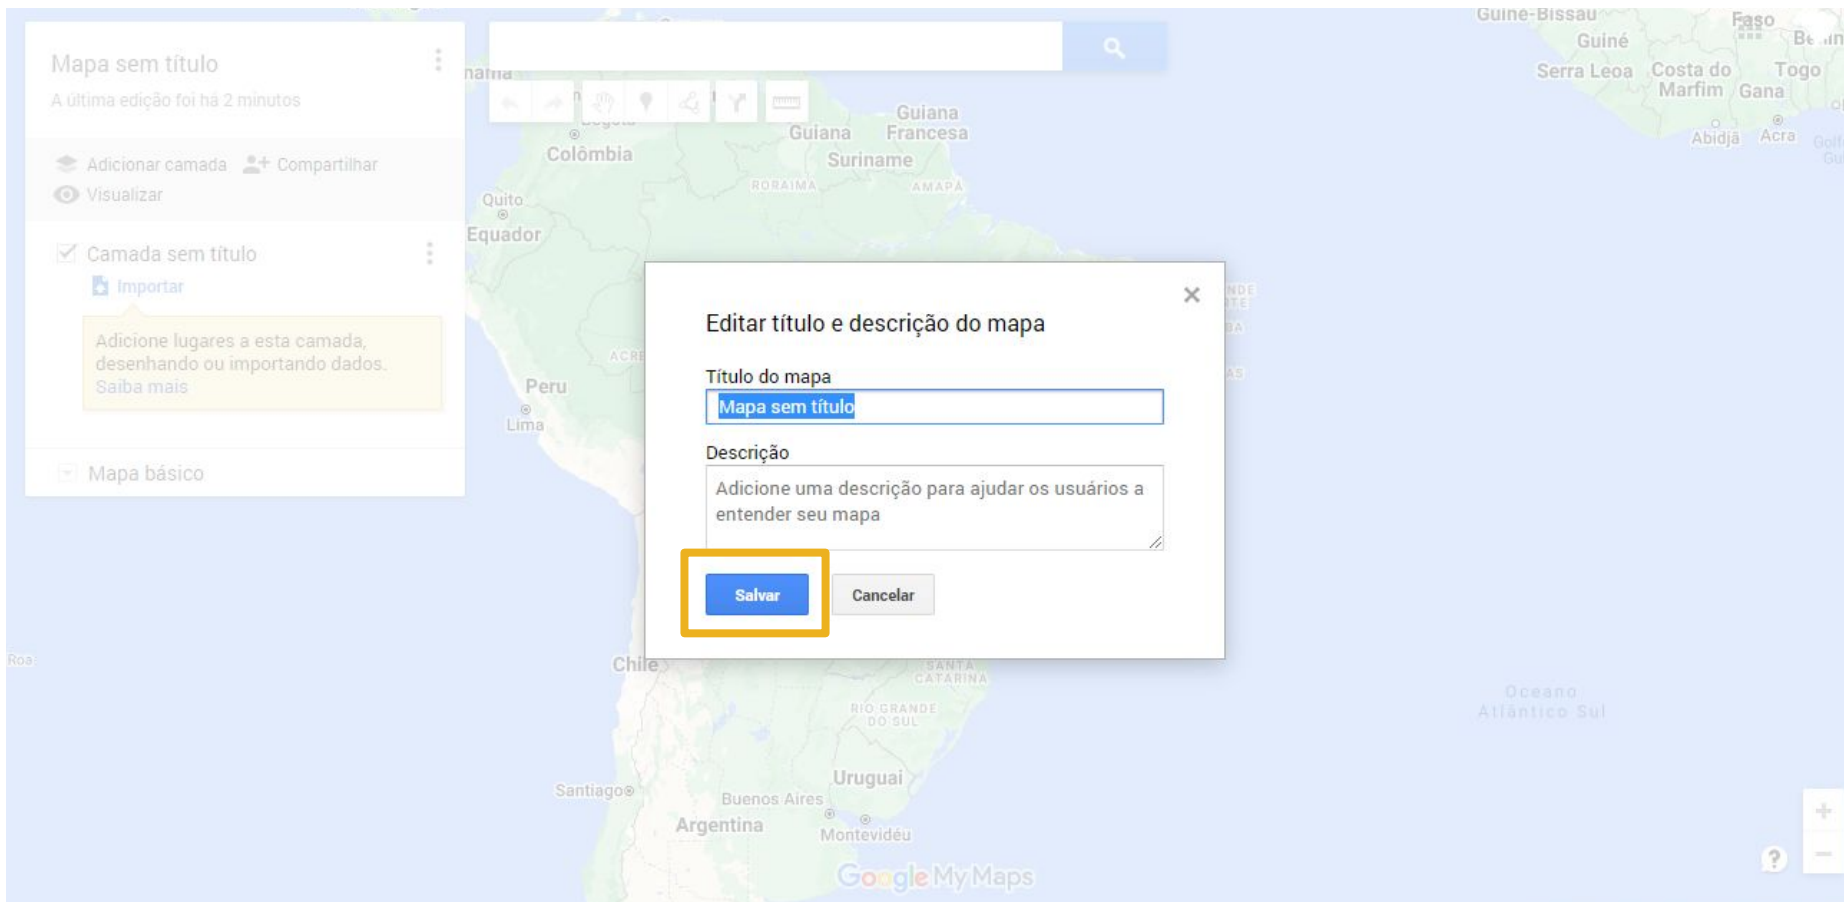 Mapa sem título
A última edição foi há 2 minutos
Adicionar camada
Compartilhar
Visualizar
Camada sem título
Importar
Adicione lugares a esta camada,
desenhando ou importando dados.
Saiba mais
Mapa básico
Editar título e descrição do mapa
Título do mapa
Mapa sem título
Descrição
Adicione uma descrição para ajudar os usuários a
entender seu mapa
Salvar
Cancelar
Guiné-Bissau
Faso
Guiné
Serra Leoa
Costa do
Marfim
Togo
Gana
Abidjã
Acra
Guiana
Guiana
Francesa
Suriname
Colômbia
RORAIMA
AMAPÁ
Quito
Equador
Peru
Lima
Chile
SANTA
CATARINA
RIO GRANDE
DO SUL
Uruguai
Santiago
Buenos Aires
Argentina
Montevidéu
Oceano
Atlântico Sul
Google My Maps